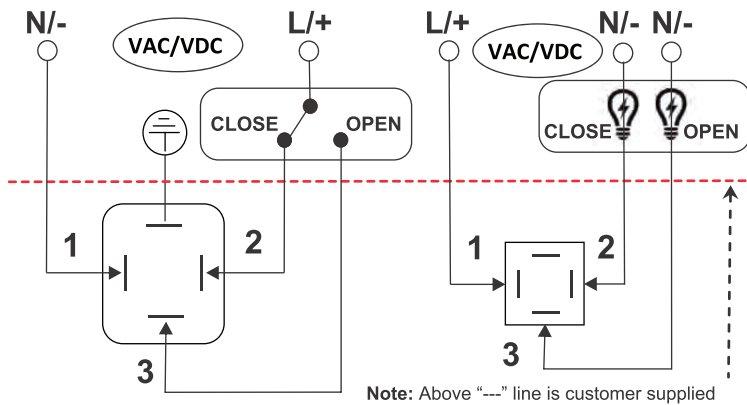 N/-
VAC/VDC
L/+
CLOSE
OPEN
1
2
3
L/+
VAC/VDC
N/-
N/-
CLOSE
OPEN
1
2
3
Note: Above “---” line is customer supplied